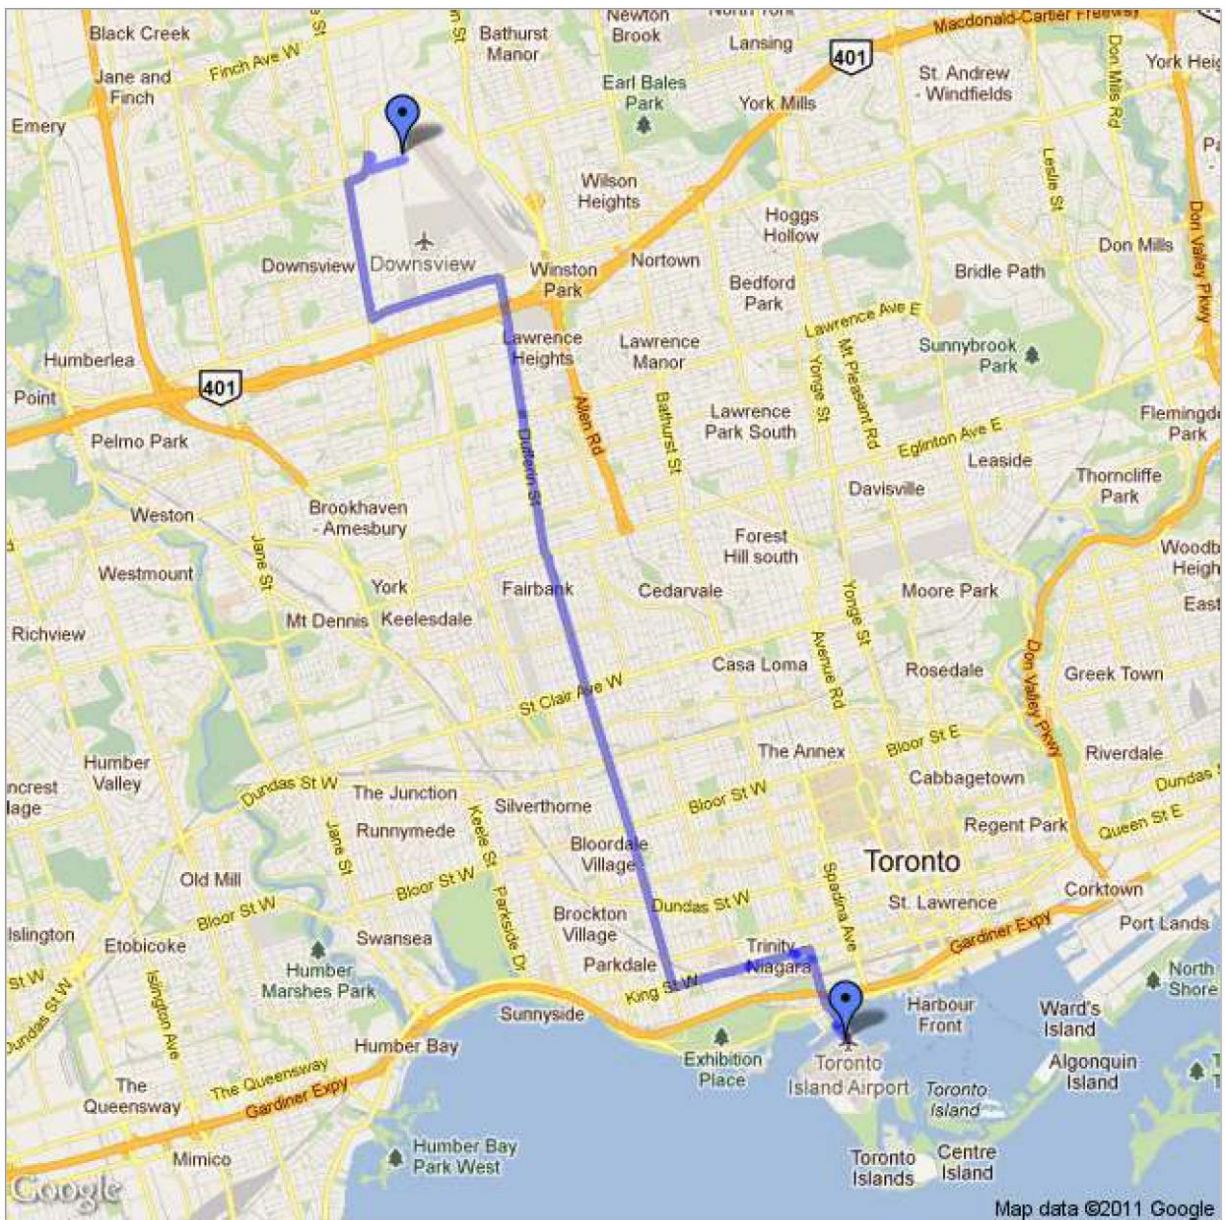 Black Creek
Bathurst
Manor
Newton
Brook
Macdonald-Cartier Freeway
Lansing
Finch Ave W
Jane and
Finch
Earl Bales
Park
401
St. Andrew
- Windfields
Don Mills Rd
Emery
York Mills
Leslie St
Wilson
Heights
Hoggs
Hollow
Don Valley Pkwy
Don Mills
Downsview
Downsview
Winston
Park
Nortown
Bedford
Park
Bridle Path
Lawrence Ave E
Humberlea
Lawrence
Heights
Lawrence
Manor
Yonge St
Mt Pleasant Rd
Sunnybrook
Park
401
Point
Allen Rd
Bathurst St
Lawrence
Park South
Pelmo Park
Dufferin St
Eglinton Ave E
Park
Leaside
Thorncliffe
Park
Davisville
Weston
Brookhaven
- Amesbury
Jane St
Forest
Hill south
Westmount
York
Fairbank
Cedarvale
Yonge St
Moore Park
East
Richview
Mt Dennis
Keelesdale
Avenue Rd
Don Valley Pkwy
Casa Loma
Rosedale
Greek Town
St Clair Ave W
Humber
Valley
The Annex
Bloor St E
Riverdale
Dundas St W
The Junction
Silverthorne
Bloor St W
Cabbagetown
Dundas St
Runnymede
Keele St
Regent Park
Queen St E
Jane St
Bloordale
Village
Toronto
Old Mill
Bloor St W
Spadina Ave
Corktown
Bloor St W
Parkside Dr
Dundas St W
St. Lawrence
Brockton
Village
Port Lands
Islington
Etobicoke
Swansea
Trinity
Niagara
Gardiner Expy
St W
Humber
Marshes Park
Parkdale
King St W
North
Shore
Dundas St W
Islington Ave
Sunnyside
Harbour
Front
Ward's
Island
Humber Bay
Exhibition
Place
Toronto
Island Airport
Algonquin
Island
The
Queensway
The Queensway
Gardiner Expy
Toronto
Island
Mimico
Humber Bay
Park West
Toronto
Islands
Centre
Island
Google
Map data ©2011 Google